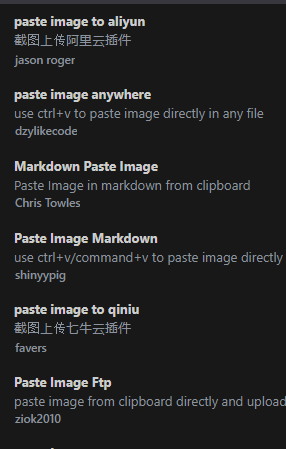 paste image to aliyun
截图上传阿里云插件
jason roger
paste image anywhere
use ctrl+v to paste image directly in any file
dzylikecode
Markdown Paste Image
Paste Image in markdown from clipboard
Chris Towles
Paste Image Markdown
use ctrl+v/command+v to paste image directly
shinyypig
paste image to qiniu
截图上传七牛云插件
favers
Paste Image Ftp
paste image from clipboard directly and upload
ziok2010